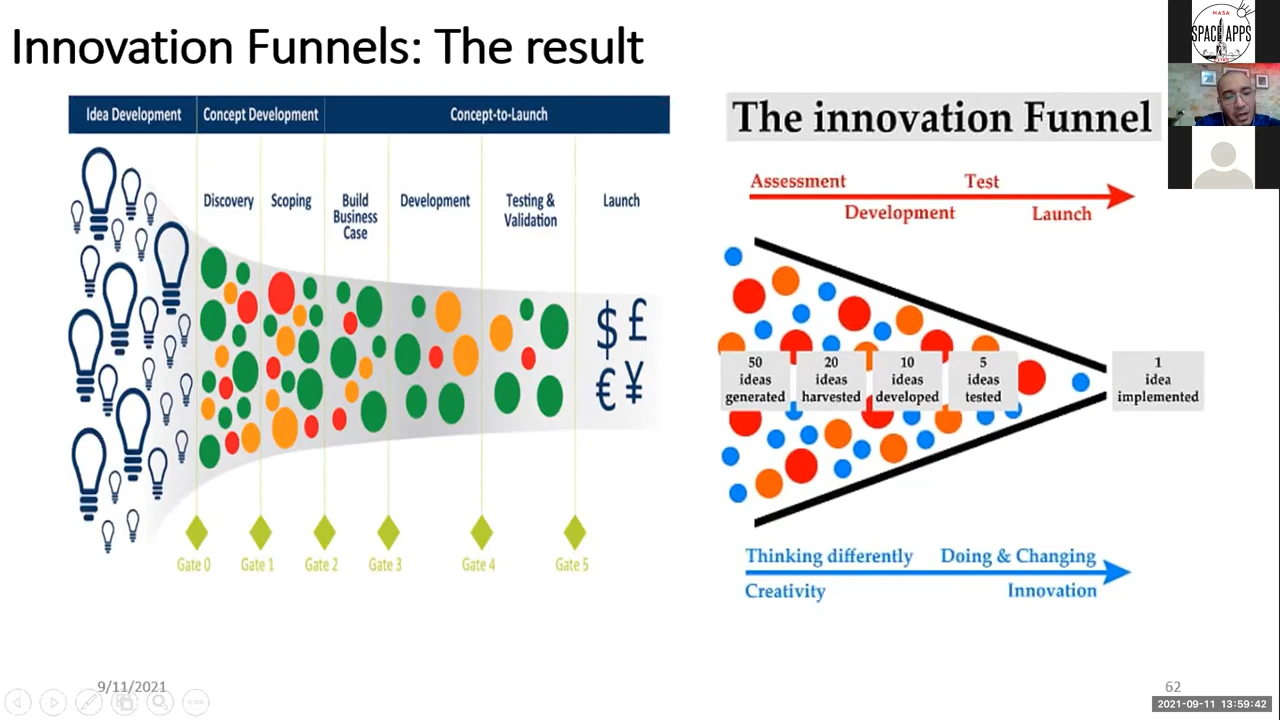 Innovation Funnels: The result
Idea Development
Concept Development
Concept-to-Launch
Discovery
Scoping
Build
Business
Case
Development
Testing &
Validation
Launch
$ £
€ ¥
Gate 0
Gate 1
Gate 2
Gate 3
Gate 4
Gate 5
The innovation Funnel
Assessment
Test
Development
Launch
50
ideas
generated
20
ideas
harvested
10
ideas
developed
5
ideas
tested
1
idea
implemented
Thinking differently
Doing & Changing
Creativity
Innovation
NASA
SPACE APPS
9/11/2021
62
2021-09-11 13:59:42